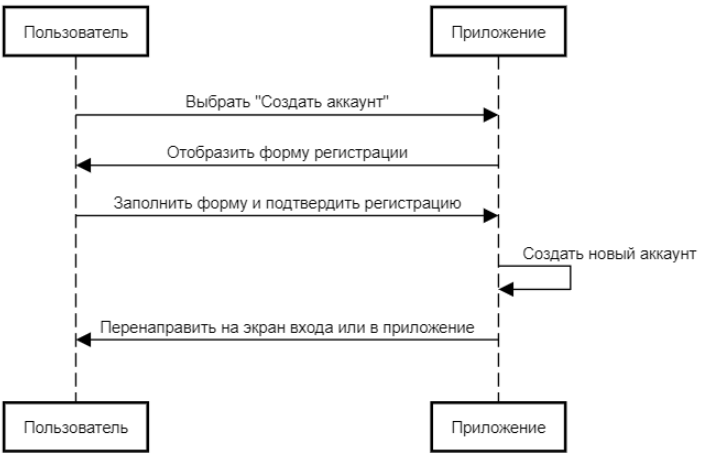 Пользователь
Приложение
Выбрать "Создать аккаунт"
Отобразить форму регистрации
Заполнить форму и подтвердить регистрацию
Создать новый аккаунт
Перенаправить на экран входа или в приложение
Пользователь
Приложение